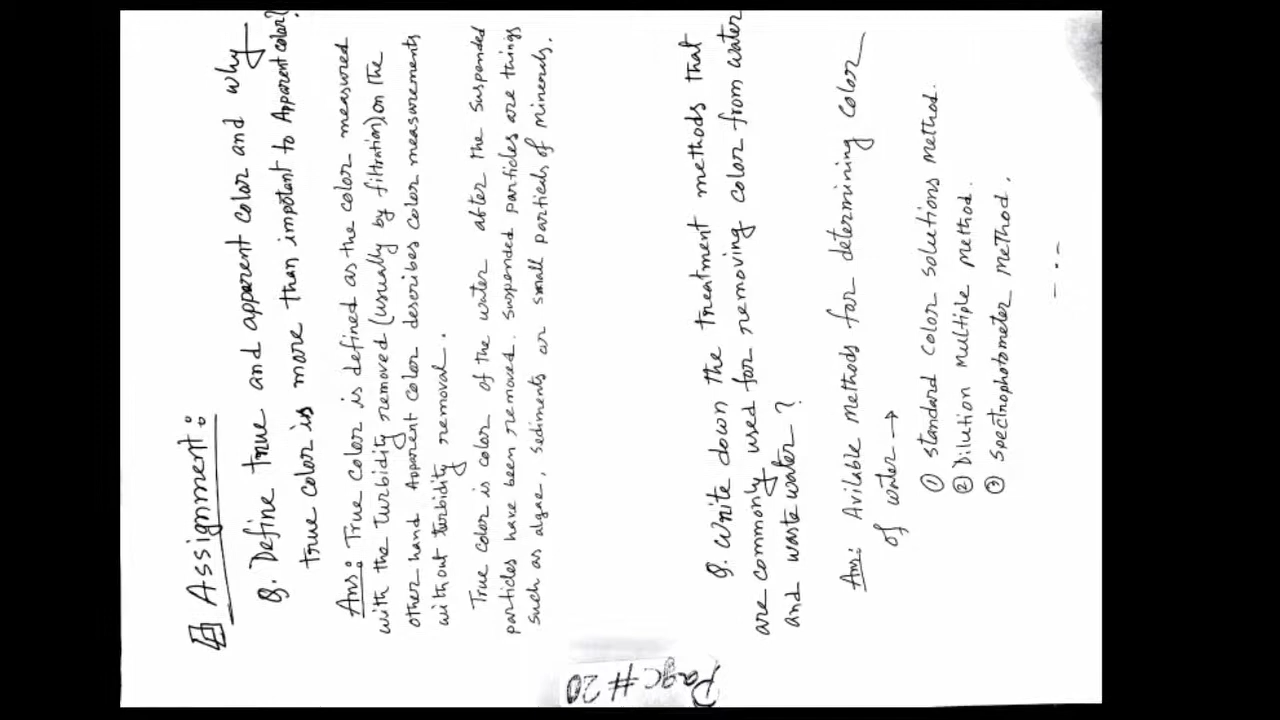 Assignment:
Q. Define true and apparent color and why
true color is more than impotant to Apparent color?
Ans: True color is defined as the color measured
with the turbidity removed (usually by filtration), on the
other hand Apparent color describes color measurements
without turbidity removal.
True color is color of the water after the suspended
particles have been removed. suspended particles are things
such as algae, sediments or small particels of minerals.
Q. Write down the treatment methods that
are commonly used for removing color from water
and waste water?
Ans: Avilable methods for determining color
of water →
① standard color solutions method.
② Dilution multiple method.
③ spectrophotometer method.
Page # 20